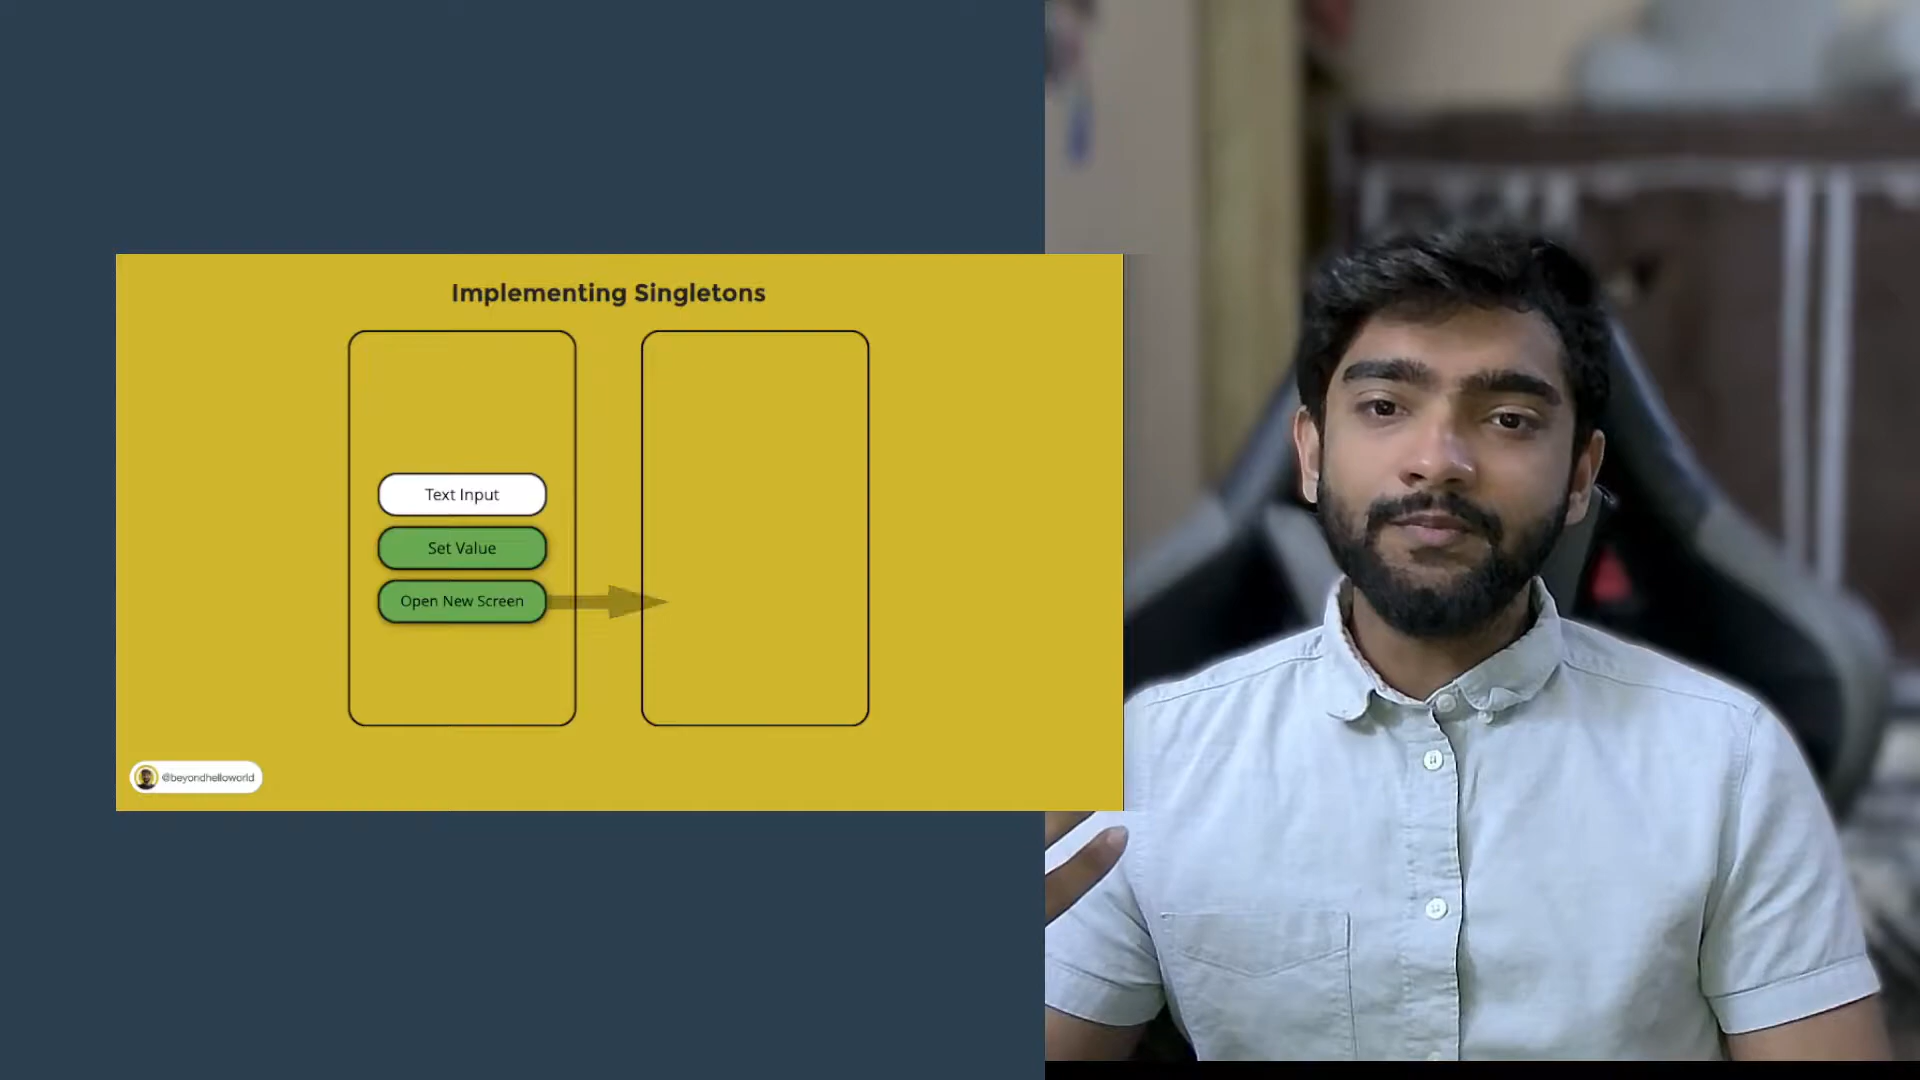 Implementing Singletons
Text Input
Set Value
Open New Screen
@beyondhelloworld